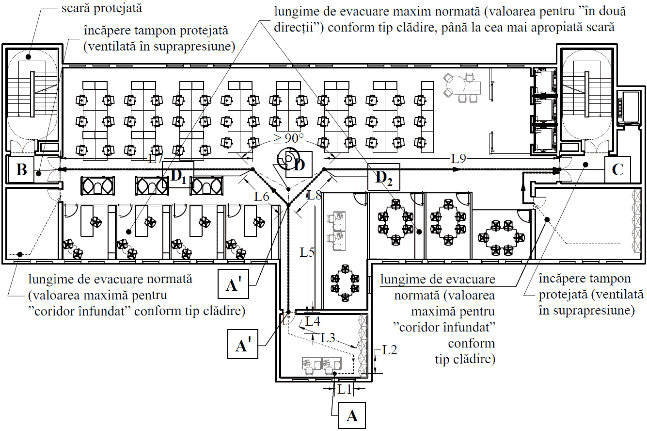 scară protejată
încăpere tampon protejată
(ventilată în suprapresiune)
lungime de evacuare maxim normată (valoarea pentru ”în două
direcții”) conform tip clădire, până la cea mai apropiată scară
> 90°
L7
L9
B
D
C
D1
D2
L6
L8
L5
lungime de evacuare normată
(valoarea maximă pentru
”coridor înfundat” conform tip clădire)
A'
A'
lungime de evacuare
normată (valoarea
maximă pentru
”coridor înfundat”
conform
tip clădire)
încăpere tampon
protejată (ventilată
în suprapresiune)
L4
L3
L2
L1
A